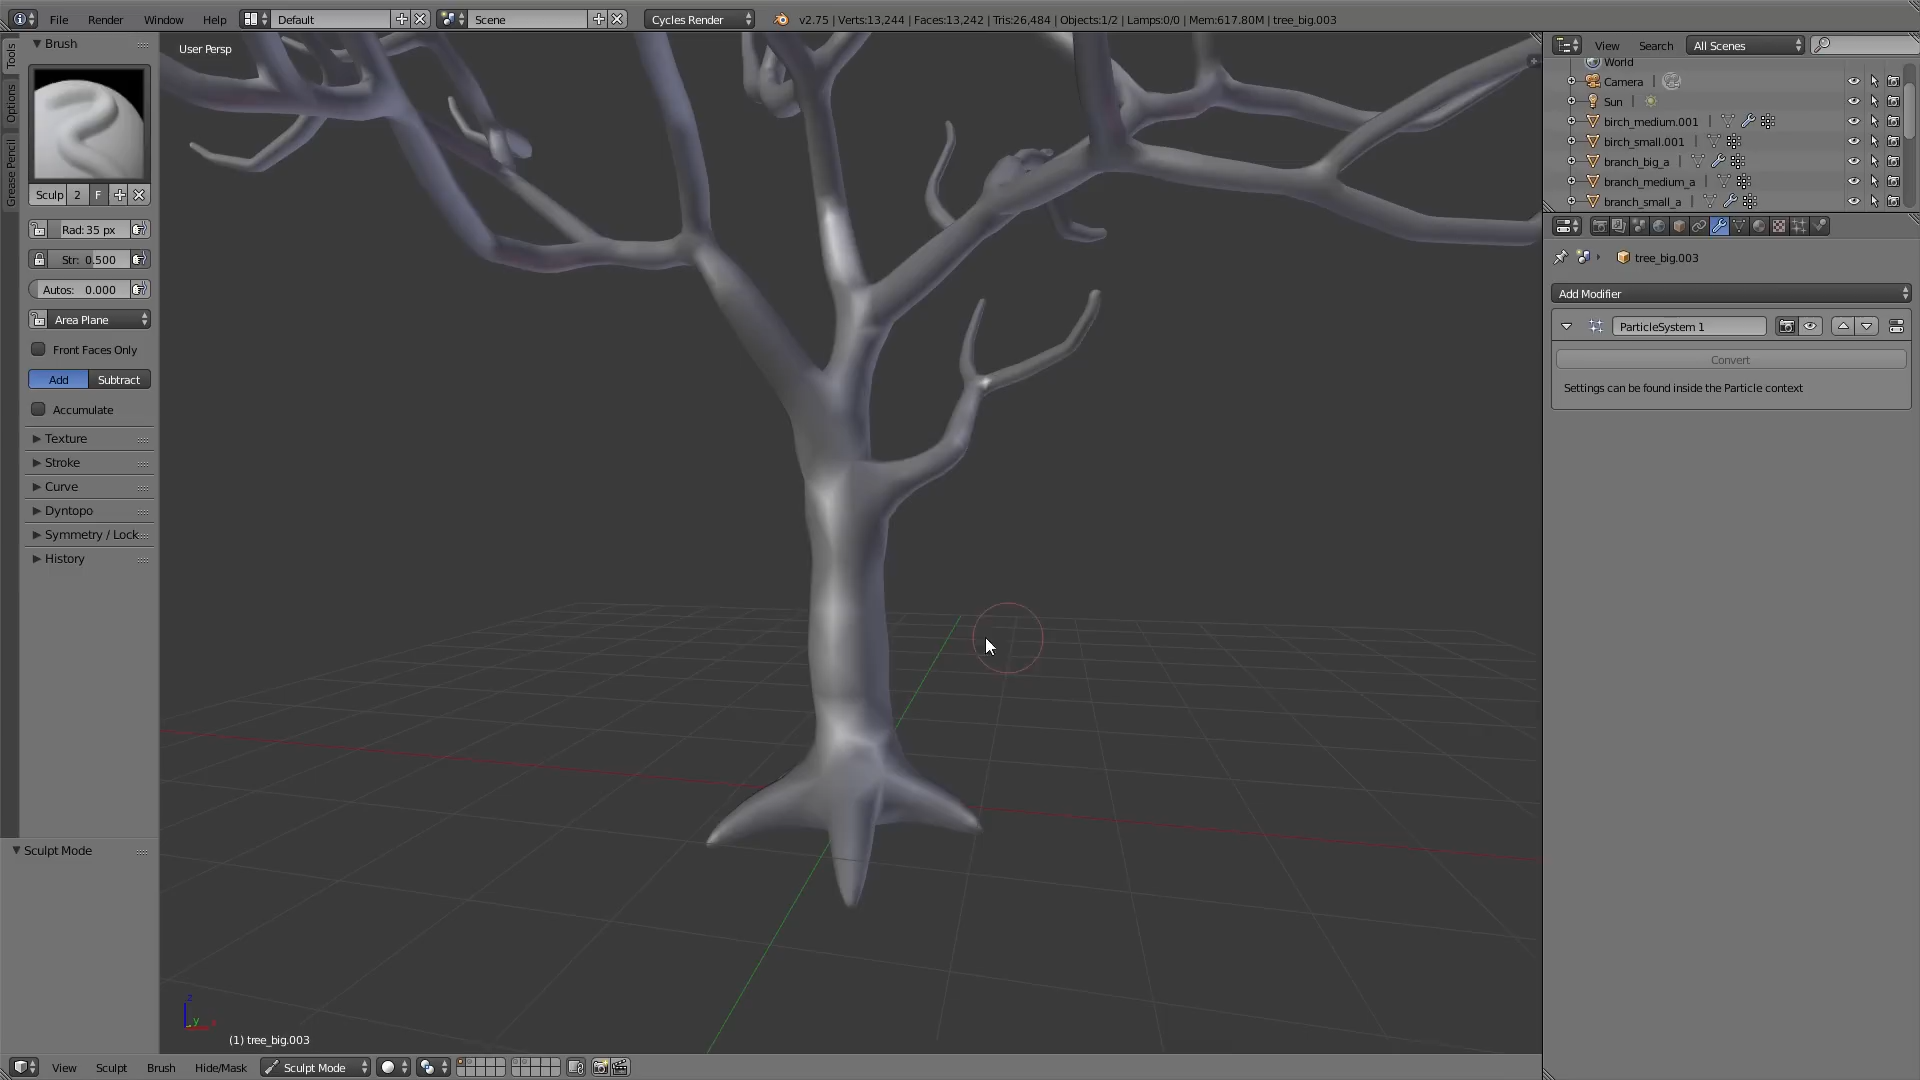 File Render Window Help Default Scene Cycles Render v2.75 | Verts:13,244 | Faces:13,242 | Tris:26,484 | Objects:1/2 | Lamps:0/0 | Mem:617.80M | tree_big.003
Tools
Options
Grease Pencil
Brush
Sculp 2 F
Rad: 35 px
Str: 0.500
Autos: 0.000
Area Plane
Front Faces Only
Add Subtract
Accumulate
Texture
Stroke
Curve
Dyntopo
Symmetry / Lock
History
Sculpt Mode
User Persp
z
y
x
(1) tree_big.003
View Sculpt Brush Hide/Mask Sculpt Mode
View Search All Scenes
World
Camera
Sun
birch_medium.001
birch_small.001
branch_big_a
branch_medium_a
branch_small_a
tree_big.003
Add Modifier
ParticleSystem 1
Convert
Settings can be found inside the Particle context